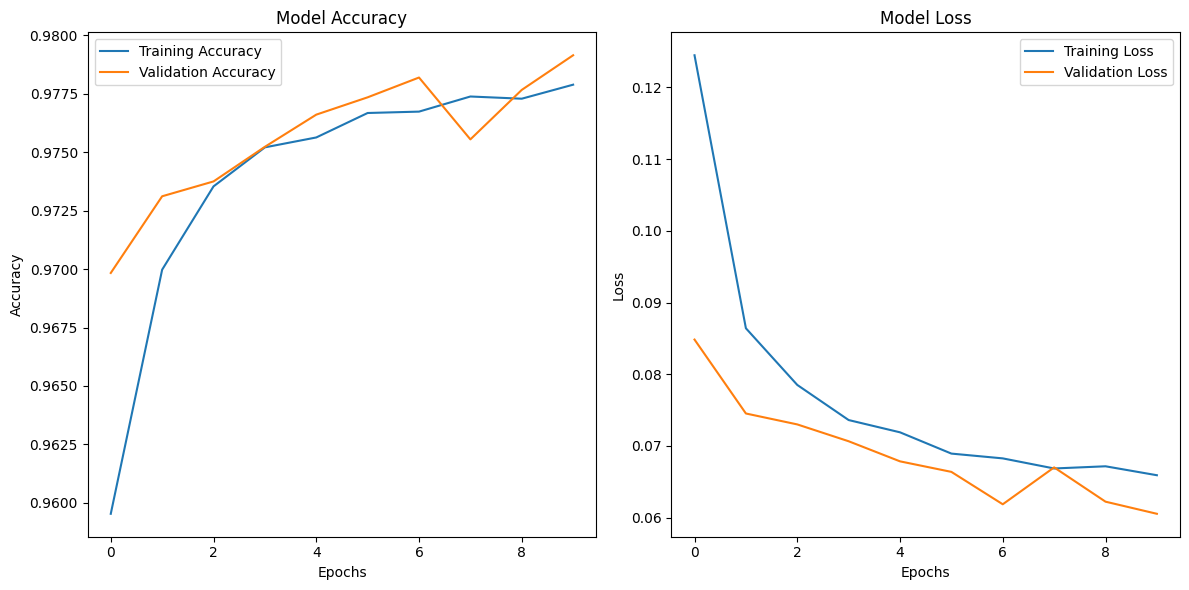 Model Accuracy
Training Accuracy
Validation Accuracy
0.9800
0.9775
0.9750
0.9725
0.9700
0.9675
0.9650
0.9625
0.9600
Accuracy
0 2 4 6 8
Epochs
Model Loss
Training Loss
Validation Loss
0.12
0.11
0.10
0.09
0.08
0.07
0.06
Loss
0 2 4 6 8
Epochs